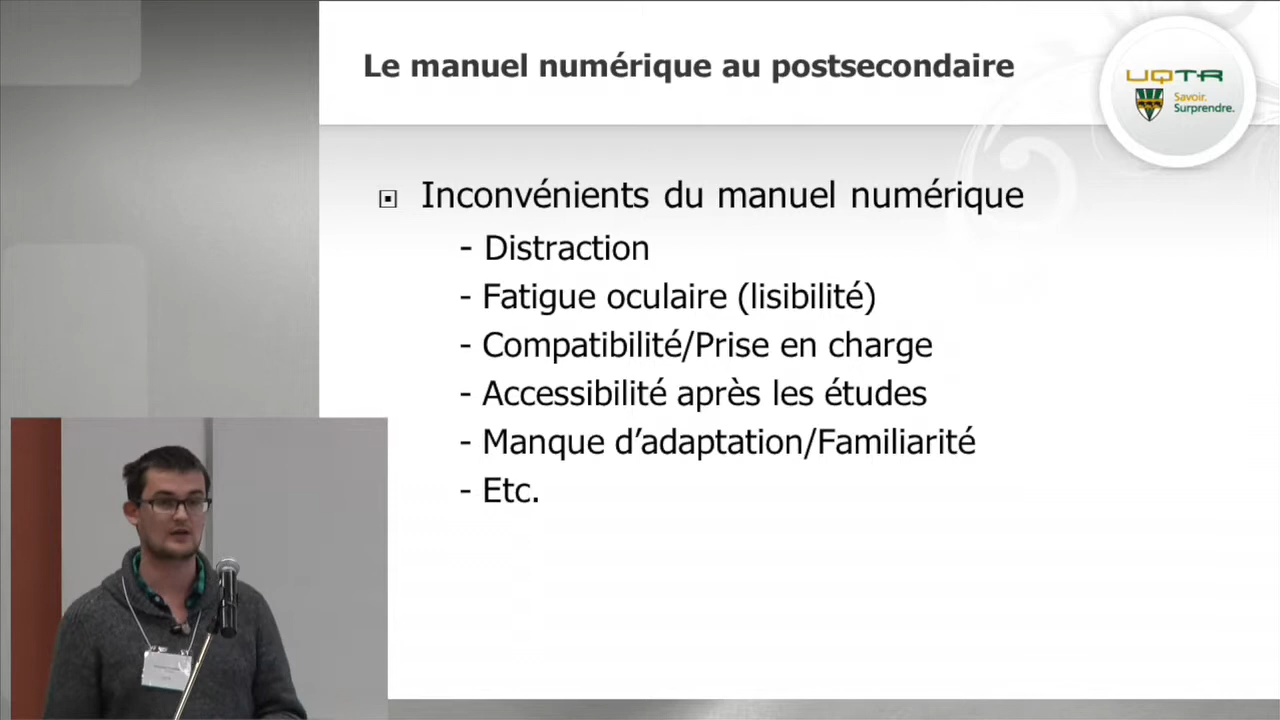 Le manuel numérique au postsecondaire
UQTR
Savoir.
Surprendre.
Inconvénients du manuel numérique
- Distraction
- Fatigue oculaire (lisibilité)
- Compatibilité/Prise en charge
- Accessibilité après les études
- Manque d’adaptation/Familiarité
- Etc.